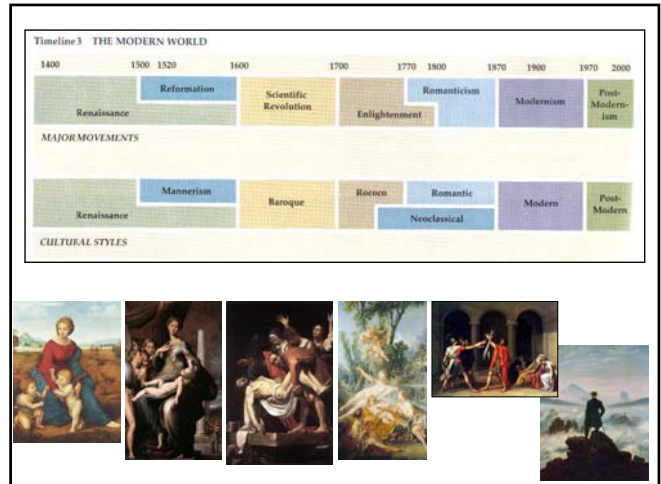 Timeline 3 THE MODERN WORLD
1400 1500 1520 1600 1700 1770 1800 1870 1900 1970 2000
Reformation
Renaissance
Scientific
Revolution
Enlightenment
Romanticism
Modernism
Post-
Modern-
ism
MAJOR MOVEMENTS
Mannerism
Renaissance
Baroque
Rococo
Romantic
Neoclassical
Modern
Post-
Modern
CULTURAL STYLES